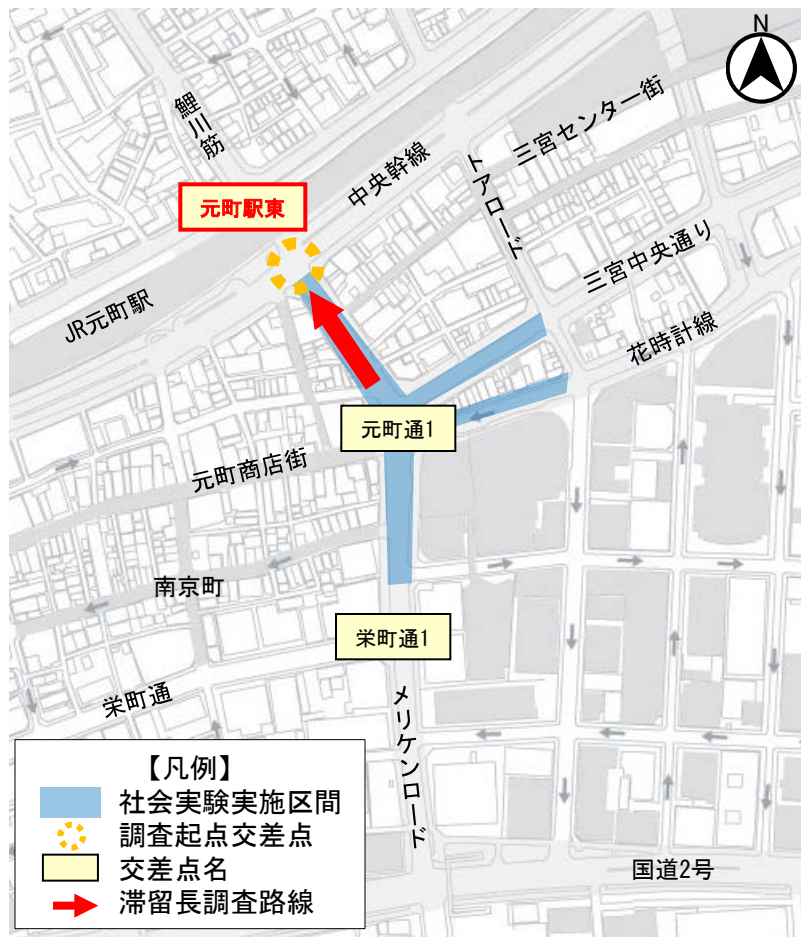 N
鯉川筋
三宮センター街
中央幹線
トアロード
元町駅東
三宮中央通り
JR元町駅
花時計線
元町通1
元町商店街
南京町
栄町通1
栄町通
メリケンロード
国道2号
【凡例】
社会実験実施区間
調査起点交差点
交差点名
滞留長調査路線